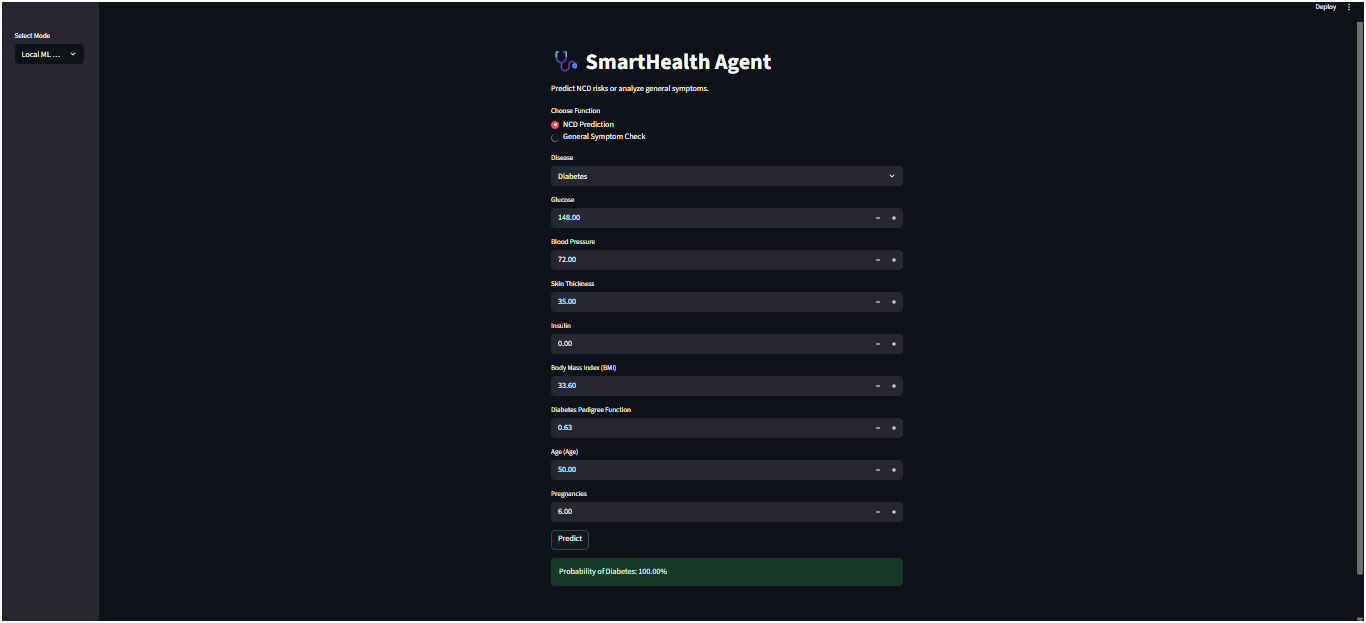 Deploy
Select Mode
Local ML ...
SmartHealth Agent
Predict NCD risks or analyze general symptoms.
Choose Function
NCD Prediction
General Symptom Check
Disease
Diabetes
Glucose
148.00
Blood Pressure
72.00
Skin Thickness
35.00
Insulin
0.00
Body Mass Index (BMI)
33.60
Diabetes Pedigree Function
0.63
Age (Age)
50.00
Pregnancies
6.00
Predict
Probability of Diabetes: 100.00%